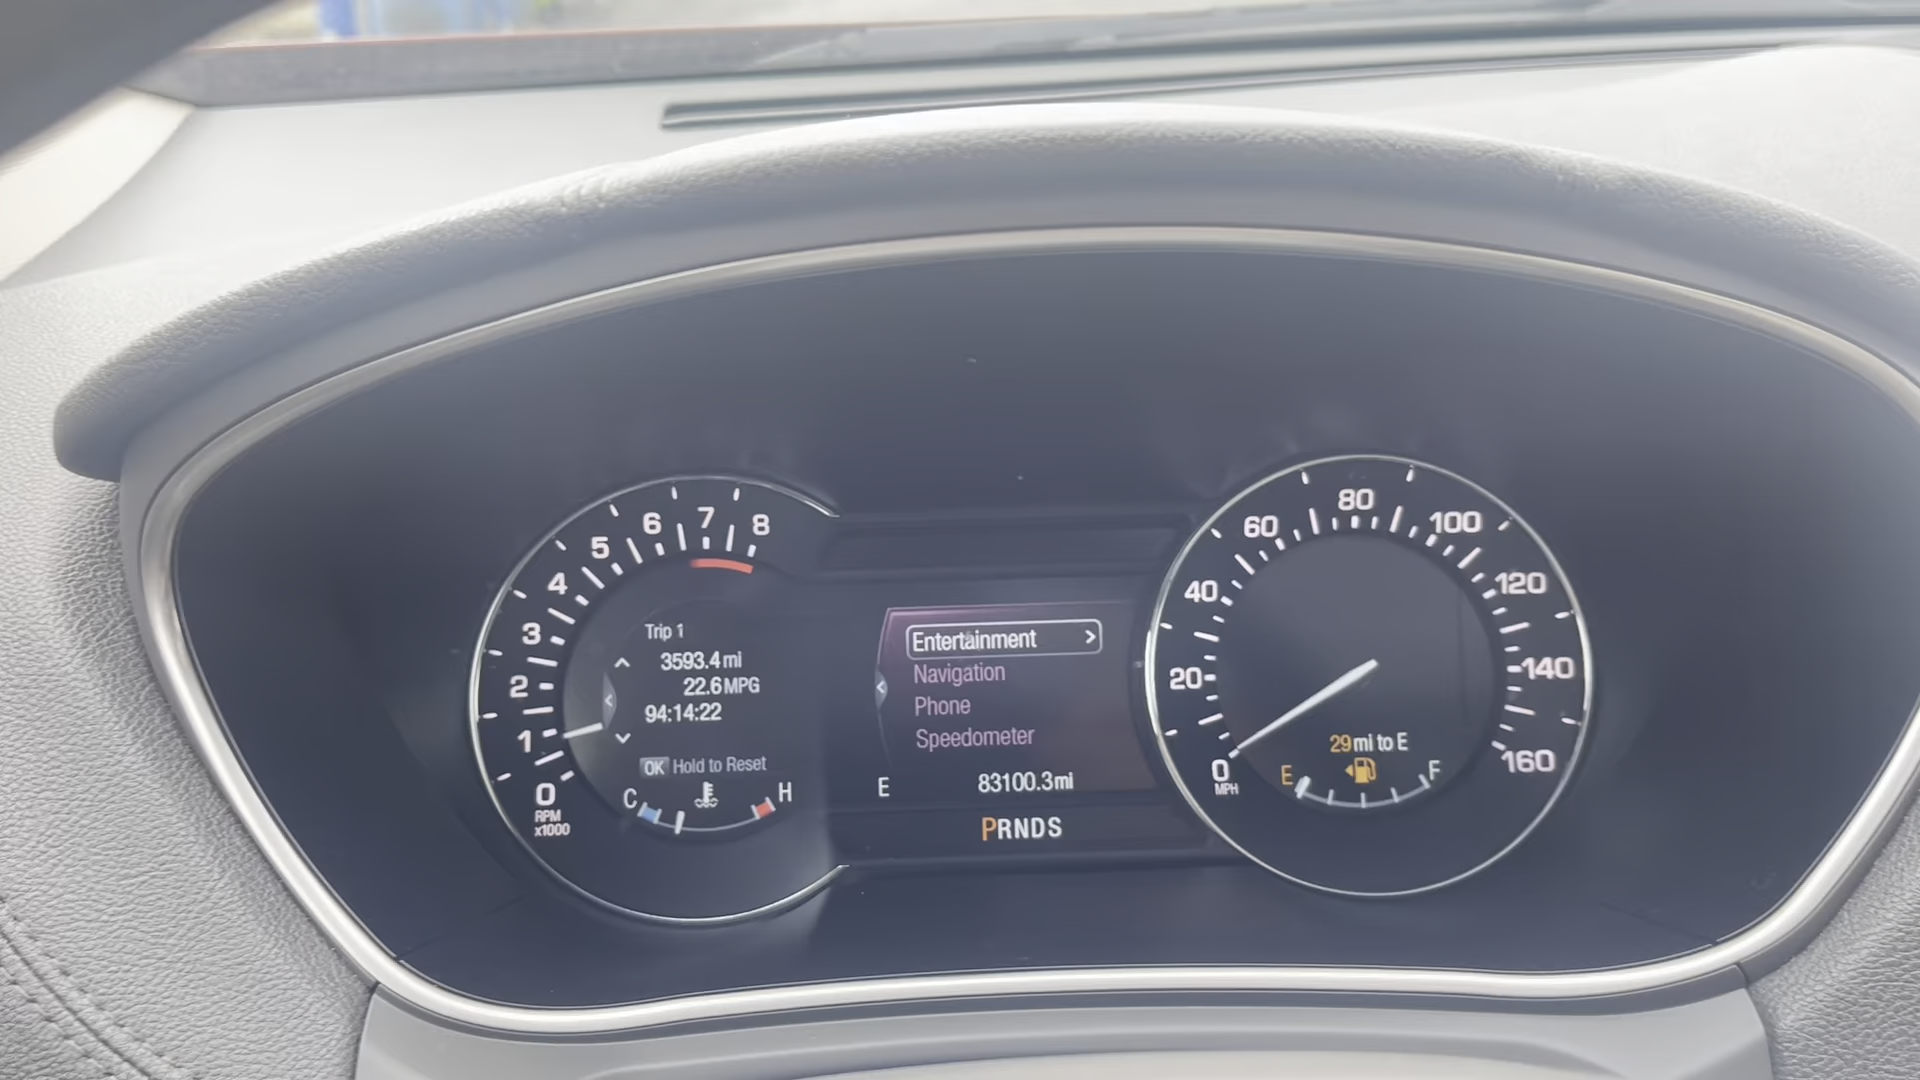 0
1
2
3
4
5
6
7
8
RPM
x1000
Trip 1
3593.4 mi
22.6 MPG
94:14:22
OK Hold to Reset
C H
Entertainment >
Navigation
Phone
Speedometer
E 83100.3 mi
PRNDS
0
20
40
60
80
100
120
140
160
MPH
29 mi to E
E F